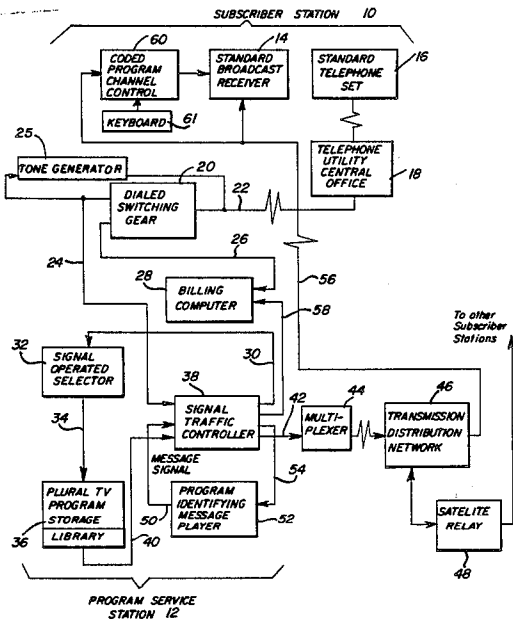 SUBSCRIBER STATION 10
60
14
16
CODED
PROGRAM
CHANNEL
CONTROL
STANDARD
BROADCAST
RECEIVER
STANDARD
TELEPHONE
SET
KEYBOARD
61
25
TONE GENERATOR
20
TELEPHONE
UTILITY
CENTRAL
OFFICE
18
DIALED
SWITCHING
GEAR
22
24
26
28
BILLING
COMPUTER
56
58
To other
Subscriber
Stations
32
SIGNAL
OPERATED
SELECTOR
30
34
38
SIGNAL
TRAFFIC
CONTROLLER
42
44
MULTI-
PLEXER
46
TRANSMISSION
DISTRIBUTION
NETWORK
MESSAGE
SIGNAL
54
PLURAL TV
PROGRAM
STORAGE
LIBRARY
36
40
50
PROGRAM
IDENTIFYING
MESSAGE
PLAYER
52
SATELITE
RELAY
48
PROGRAM SERVICE
STATION 12